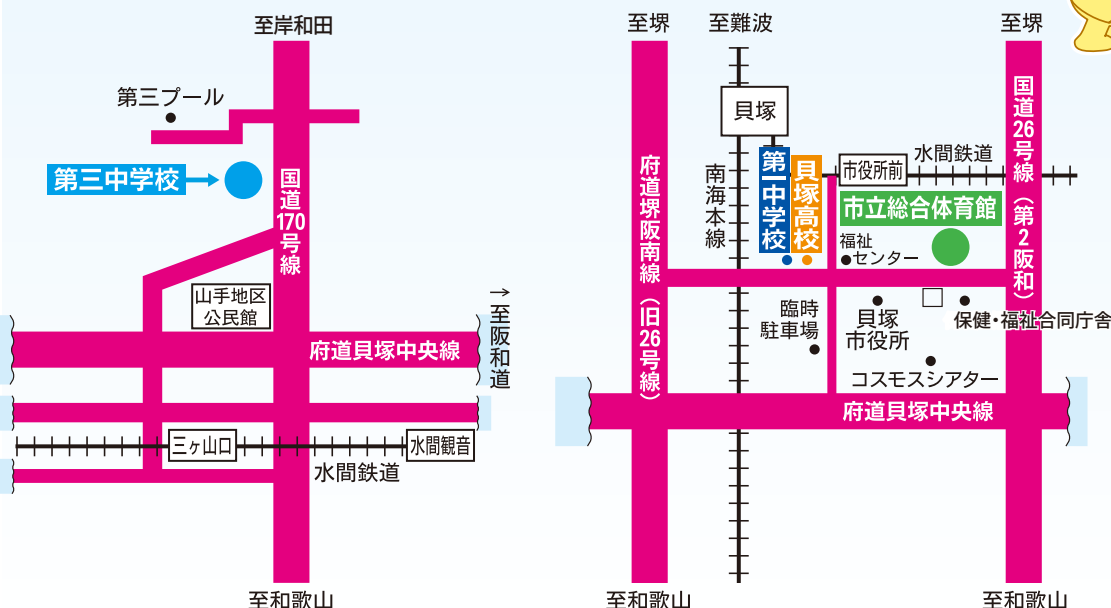 至岸和田
第三プール
第三中学校
国道170号線
山手地区
公民館
→至阪和道
府道貝塚中央線
三ヶ山口
水間観音
水間鉄道
至和歌山
至堺
至難波
至堺
貝塚
府道堺阪南線(旧26号線)
南海本線
第一中学校
貝塚高校
市役所前
水間鉄道
国道26号線(第2阪和)
市立総合体育館
福祉
センター
臨時
駐車場
貝塚
市役所
保健・福祉合同庁舎
コスモスシアター
府道貝塚中央線
至和歌山
至和歌山